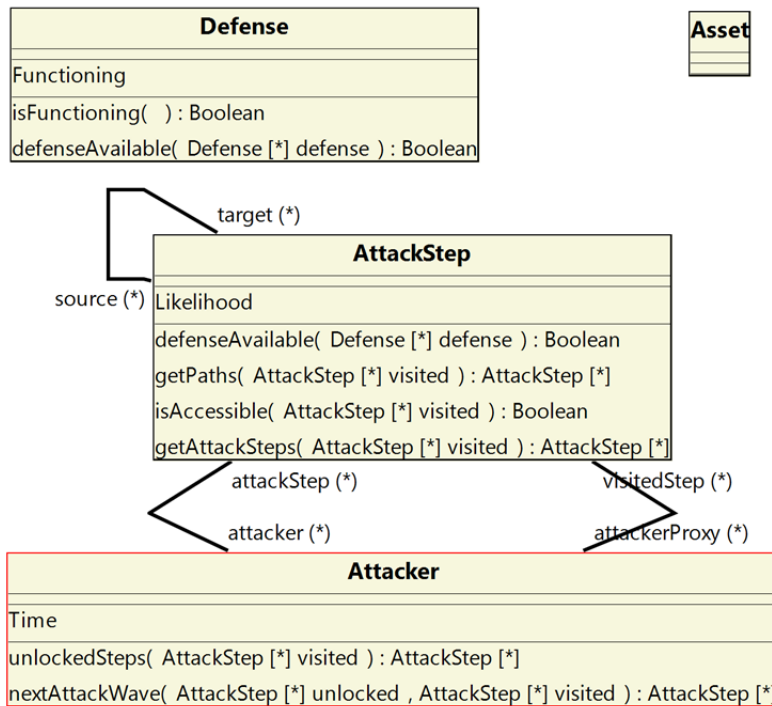 Defense
Functioning
isFunctioning( ) : Boolean
defenseAvailable( Defense [*] defense ) : Boolean
Asset
target (*)
source (*)
AttackStep
Likelihood
defenseAvailable( Defense [*] defense ) : Boolean
getPaths( AttackStep [*] visited ) : AttackStep [*]
isAccessible( AttackStep [*] visited ) : Boolean
getAttackSteps( AttackStep [*] visited ) : AttackStep [*]
attackStep (*)
visitedStep (*)
attacker (*)
attackerProxy (*)
Attacker
Time
unlockedSteps( AttackStep [*] visited ) : AttackStep [*]
nextAttackWave( AttackStep [*] unlocked , AttackStep [*] visited ) : AttackStep [*]